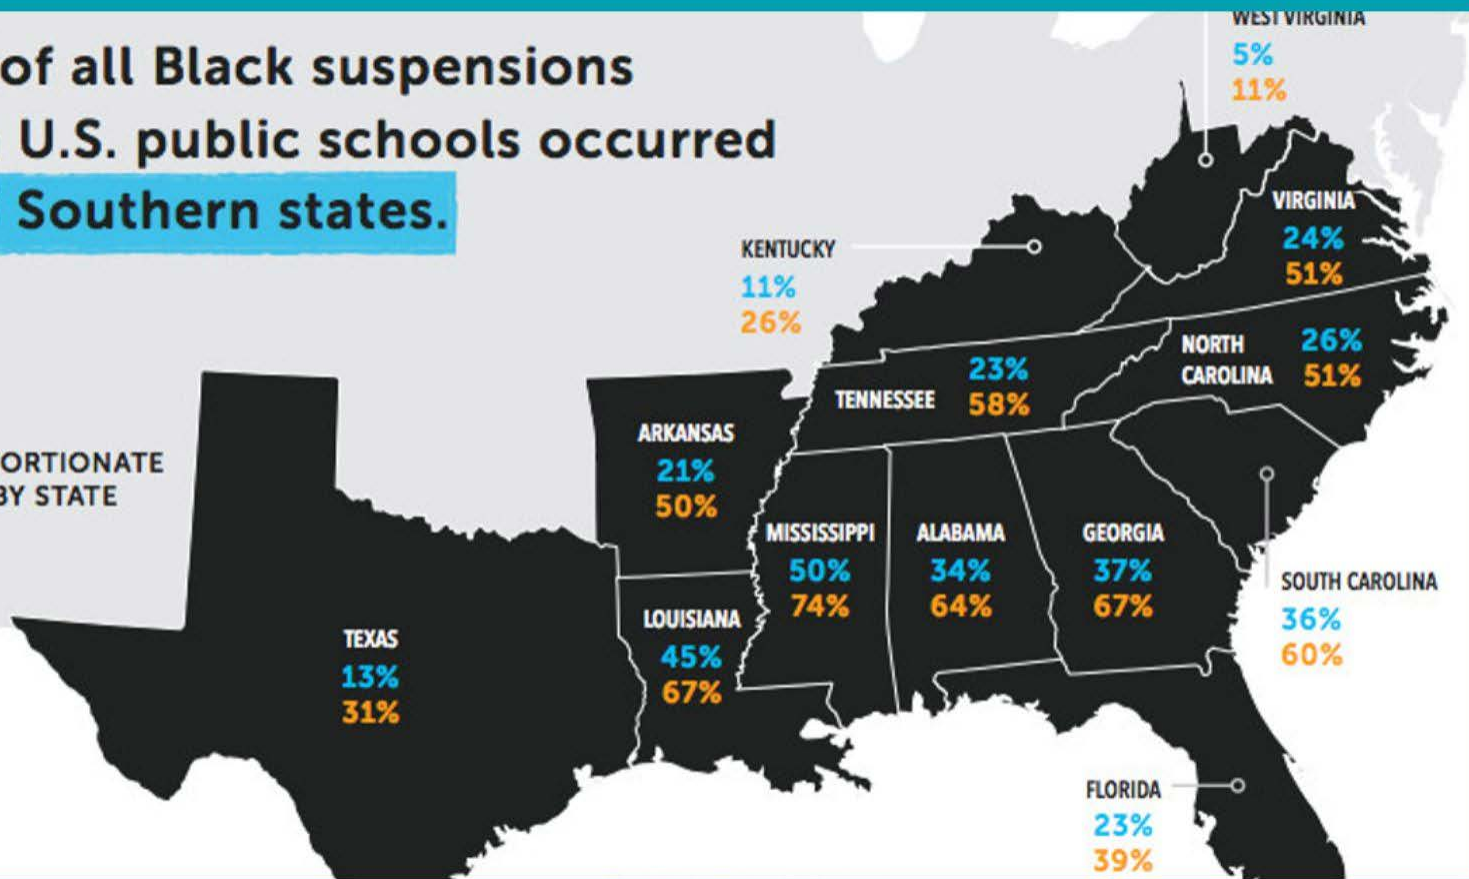 of all Black suspensions
U.S. public schools occurred
Southern states.
WEST VIRGINIA
5%
11%
VIRGINIA
24%
51%
KENTUCKY
11%
26%
NORTH
CAROLINA
26%
51%
TENNESSEE
23%
58%
ARKANSAS
21%
50%
ORTIONATE
BY STATE
MISSISSIPPI
50%
74%
ALABAMA
34%
64%
GEORGIA
37%
67%
SOUTH CAROLINA
36%
60%
LOUISIANA
45%
67%
TEXAS
13%
31%
FLORIDA
23%
39%